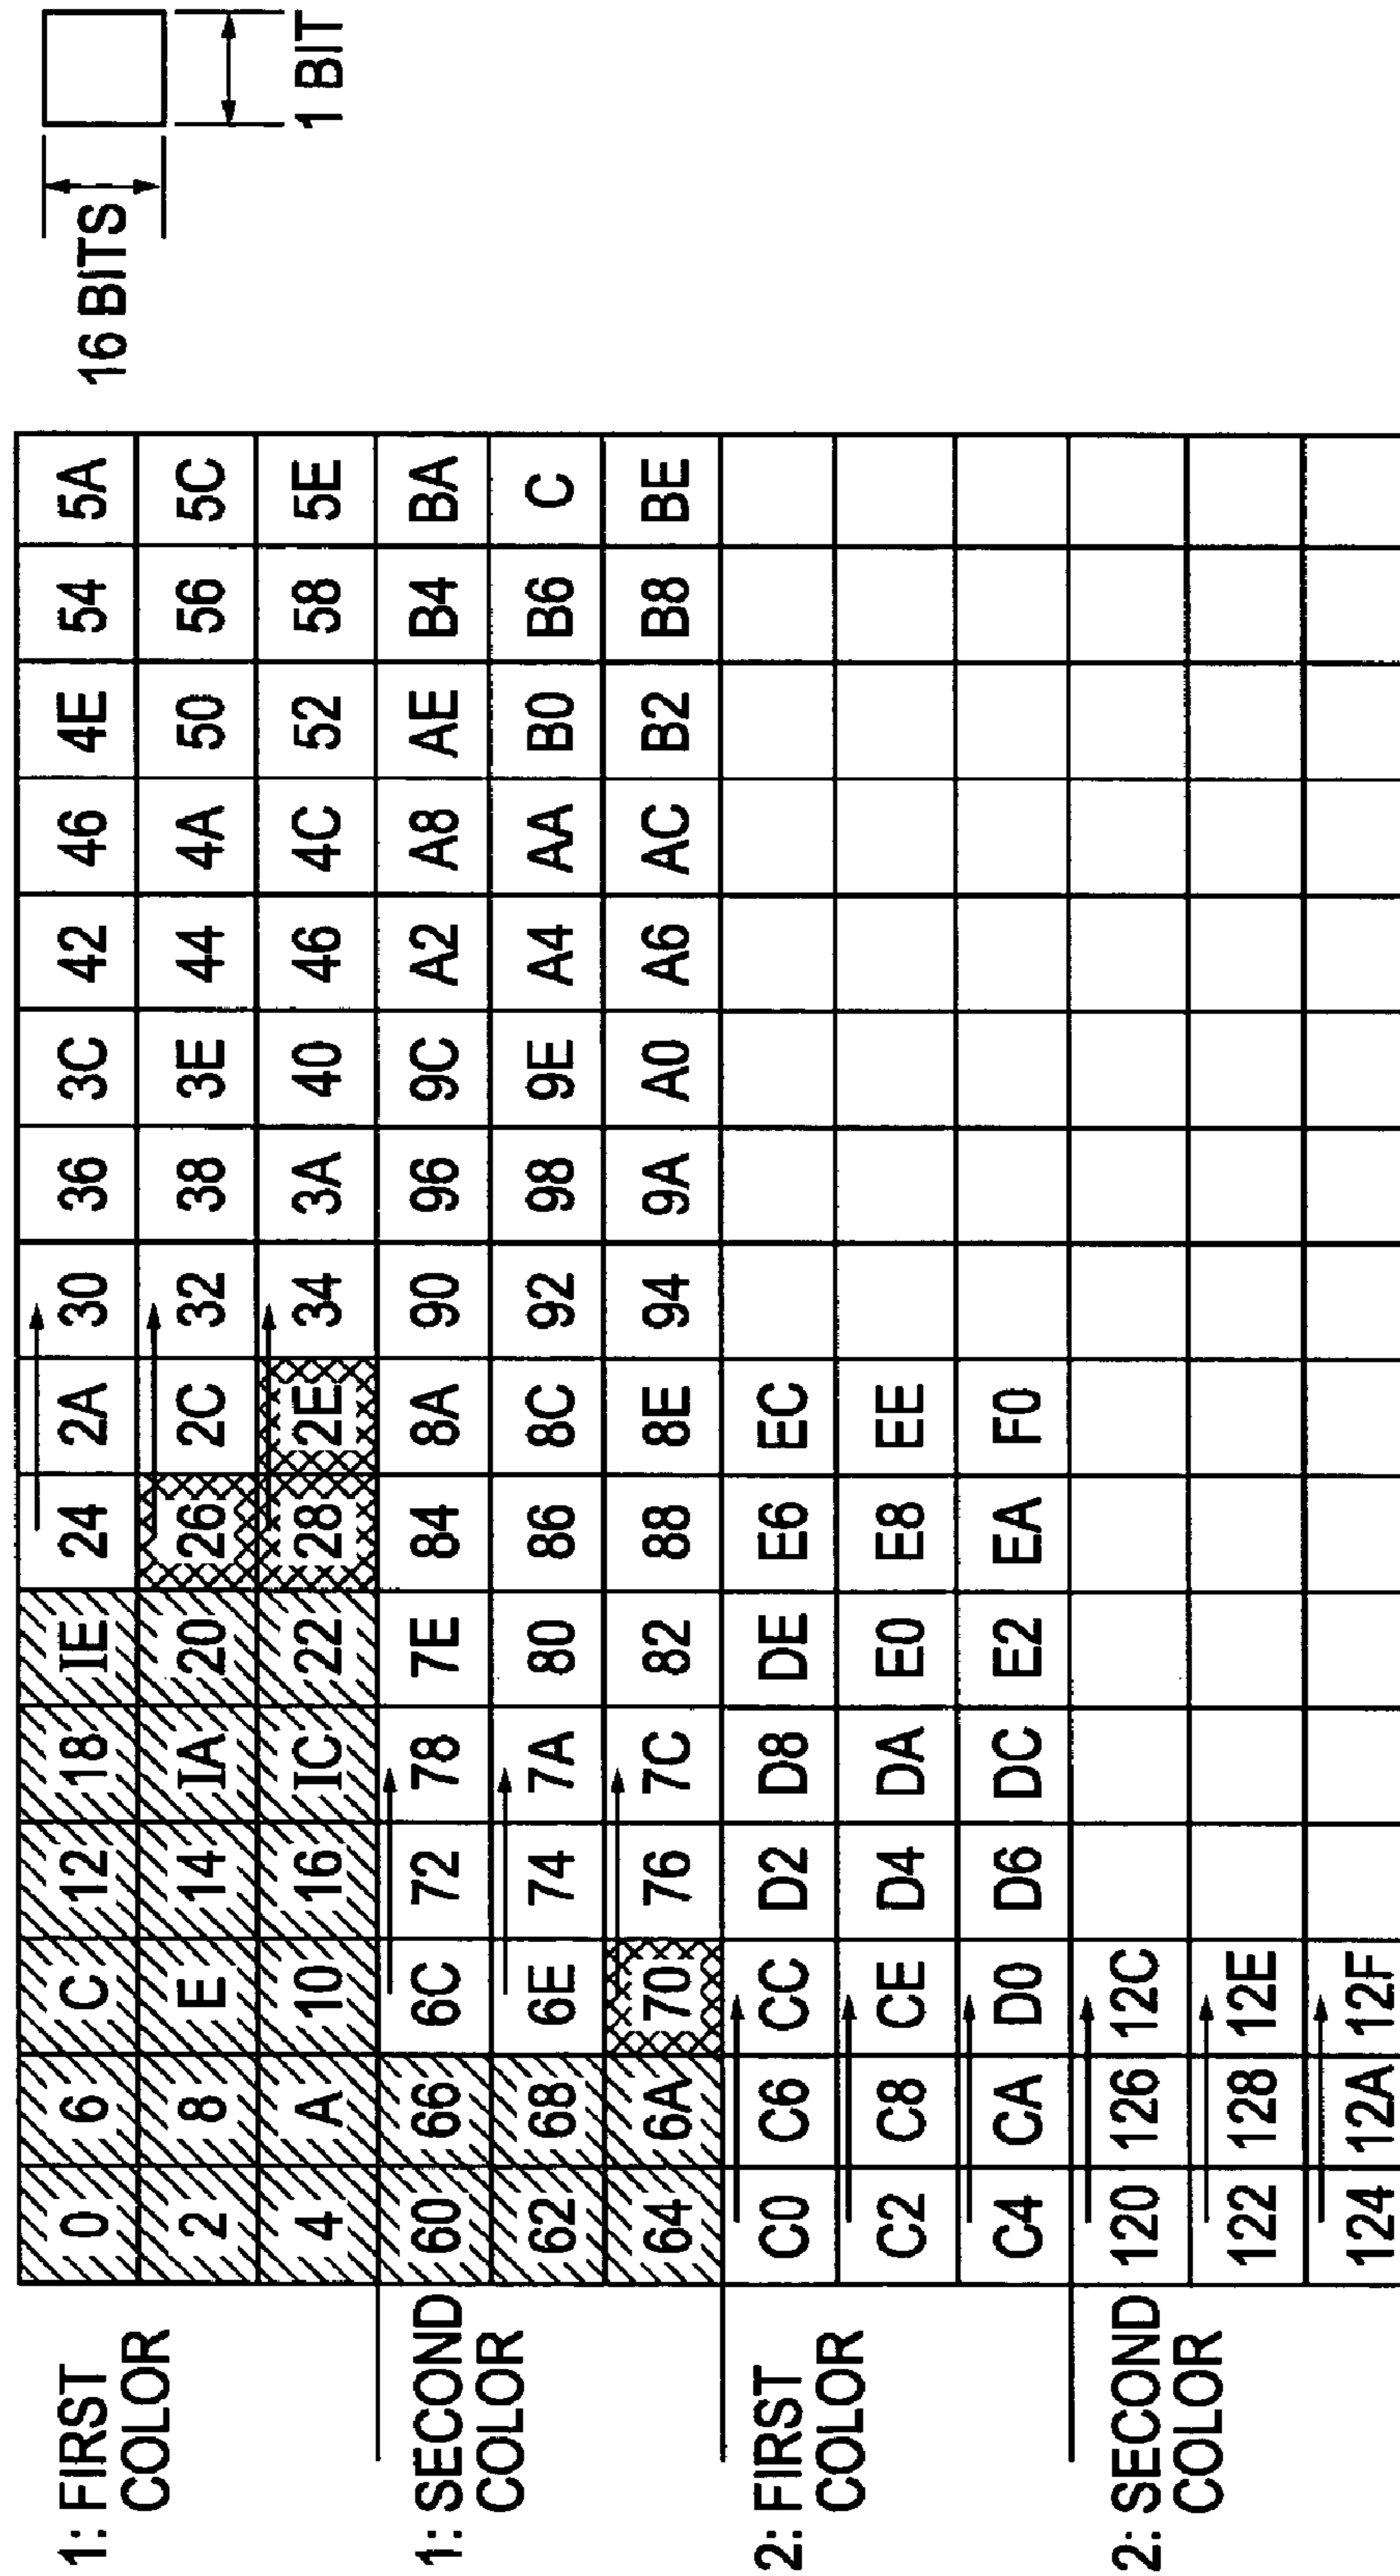 1: FIRST COLOR
0 6 C 12 18 IE 24 2A 30 36 3C 42 46 4E 54 5A
2 8 E 14 IA 20 26 2C 32 38 3E 44 4A 50 56 5C
4 A 10 16 IC 22 28 2E 34 3A 40 46 4C 52 58 5E
1: SECOND COLOR
60 66 6C 72 78 7E 84 8A 90 96 9C A2 A8 AE B4 BA
62 68 6E 74 7A 80 86 8C 92 98 9E A4 AA B0 B6 C
64 6A 70 76 7C 82 88 8E 94 9A A0 A6 AC B2 B8 BE
2: FIRST COLOR
C0 C6 CC D2 D8 DE E6 EC
C2 C8 CE D4 DA E0 E8 EE
C4 CA D0 D6 DC E2 EA F0
2: SECOND COLOR
120 126 12C
122 128 12E
124 12A 12F
16 BITS
1 BIT